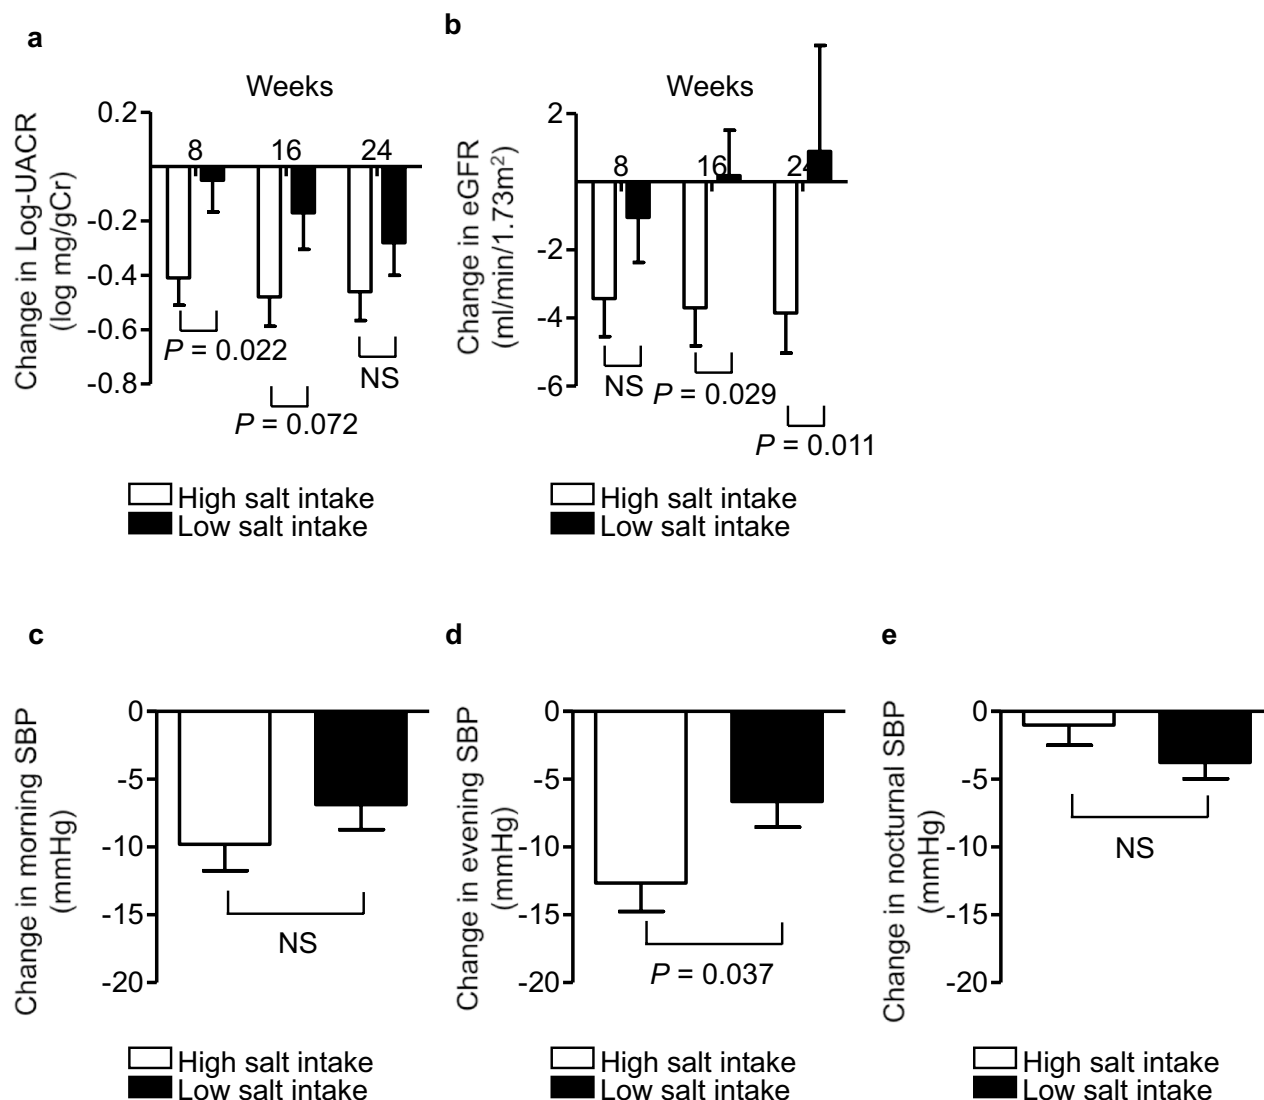 a
Weeks
0.2
8 16 24
-0.2
-0.4
-0.6
-0.8
Change in Log-UACR
(log mg/gCr)
P = 0.022
P = 0.072
NS
High salt intake
Low salt intake
b
Weeks
2
8 16 24
-2
-4
-6
Change in eGFR
(ml/min/1.73m²)
NS
P = 0.029
P = 0.011
High salt intake
Low salt intake
c
0
-5
-10
-15
-20
Change in morning SBP
(mmHg)
NS
High salt intake
Low salt intake
d
0
-5
-10
-15
-20
Change in evening SBP
(mmHg)
P = 0.037
High salt intake
Low salt intake
e
0
-5
-10
-15
-20
Change in nocturnal SBP
(mmHg)
NS
High salt intake
Low salt intake